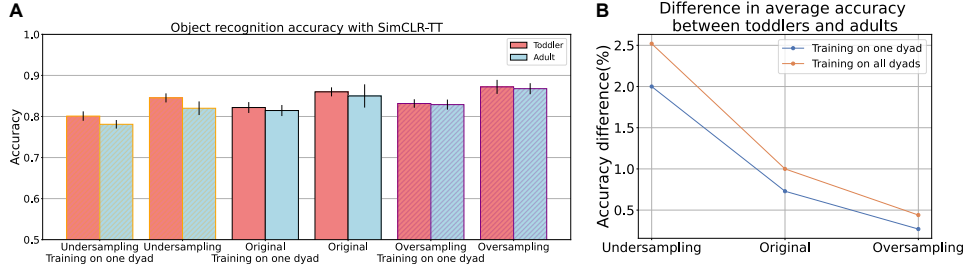 A
Object recognition accuracy with SimCLR-TT
1.0
0.9
0.8
0.7
0.6
0.5
Accuracy
Toddler
Adult
Undersampling Undersampling Original Original Oversampling Oversampling
Training on one dyad Training on one dyad Training on one dyad
B
Difference in average accuracy
between toddlers and adults
2.5
2.0
1.5
1.0
0.5
Accuracy difference(%)
Training on one dyad
Training on all dyads
Undersampling Original Oversampling